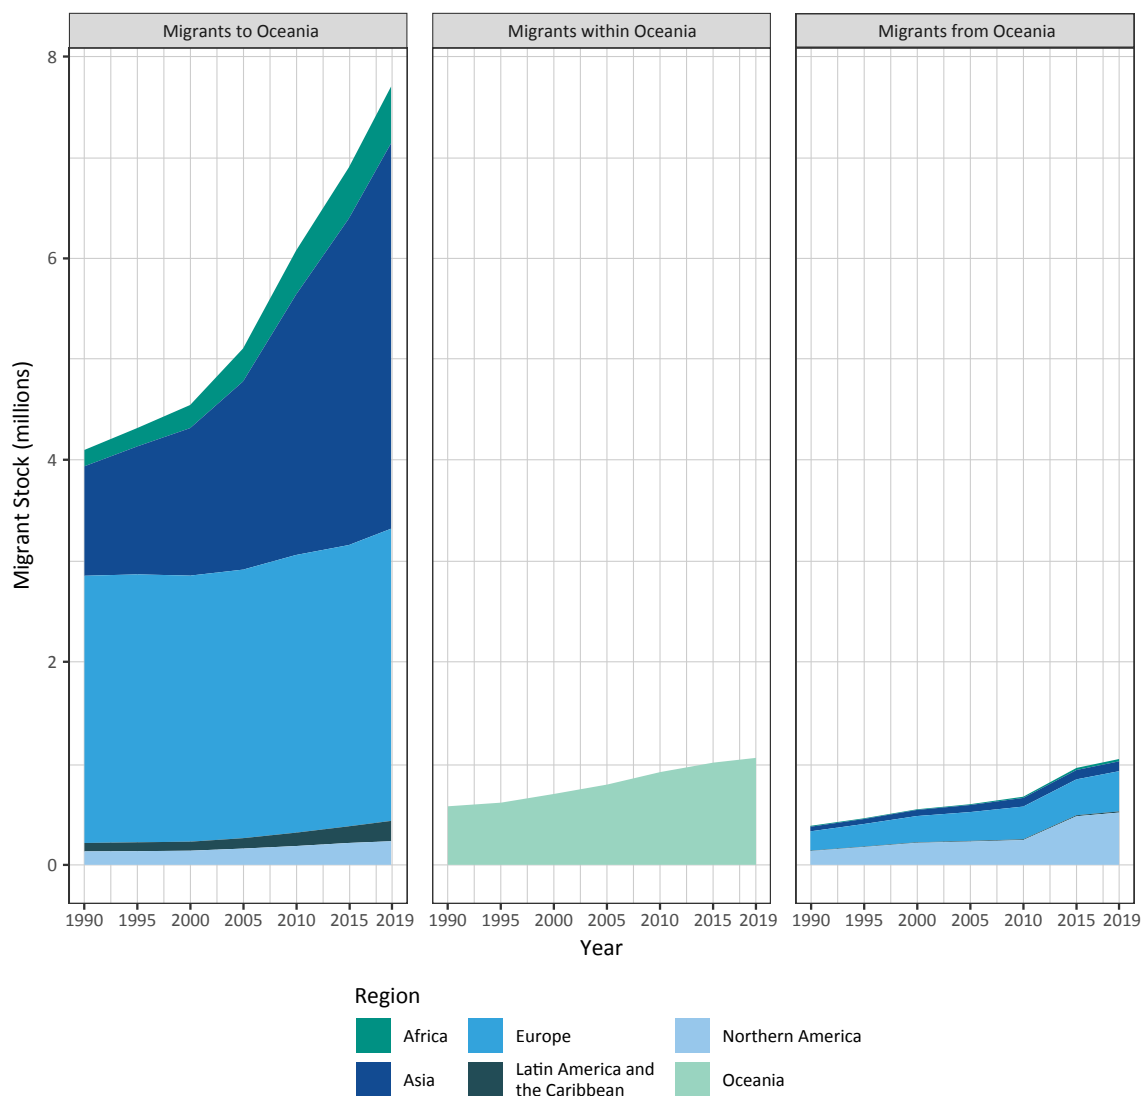 Migrants to Oceania
Migrants within Oceania
Migrants from Oceania
Migrant Stock (millions)
8
6
4
2
0
1990 1995 2000 2005 2010 2015 2019
1990 1995 2000 2005 2010 2015 2019
1990 1995 2000 2005 2010 2015 2019
Year
Region
Africa
Europe
Northern America
Asia
Latin America and
the Caribbean
Oceania